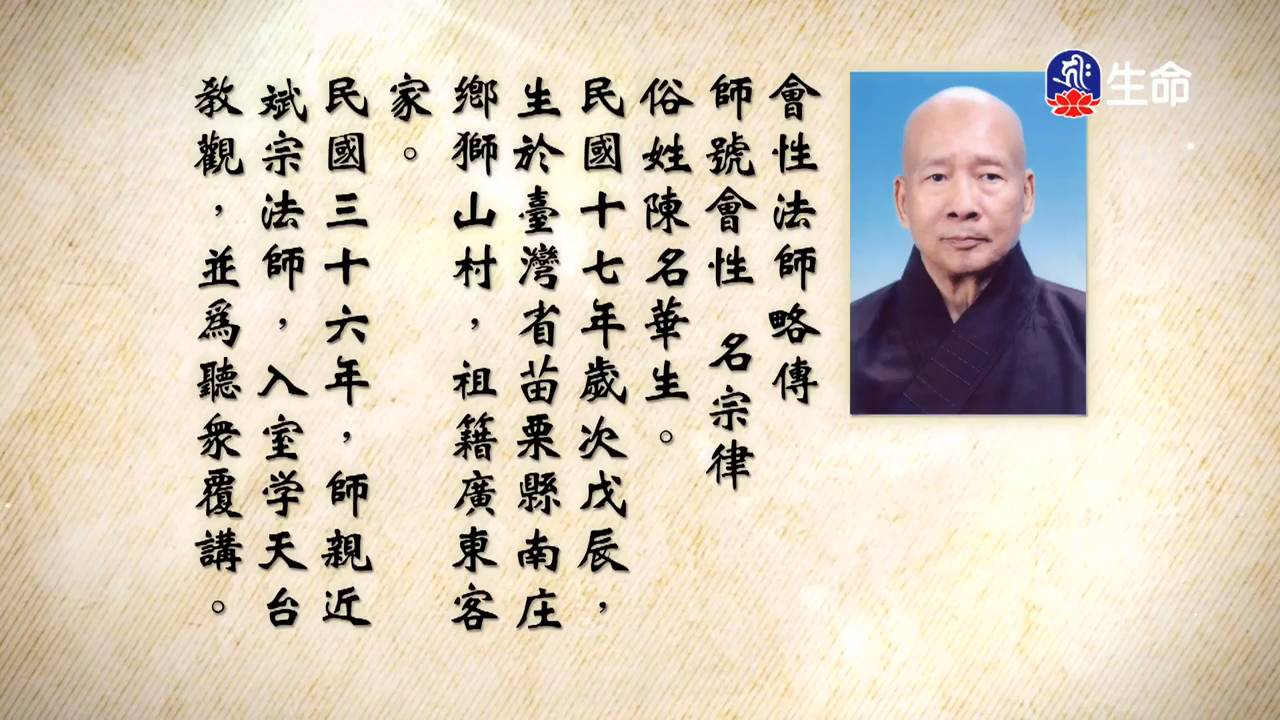 會性法師略傳
師號會性 名宗律
俗姓陳名華生。
民國十七年歲次戊辰，
生於臺灣省苗栗縣南庄
鄉獅山村，祖籍廣東客
家。
民國三十六年，師親近
斌宗法師，入室学天台
教觀，並為聽衆覆講。
生命